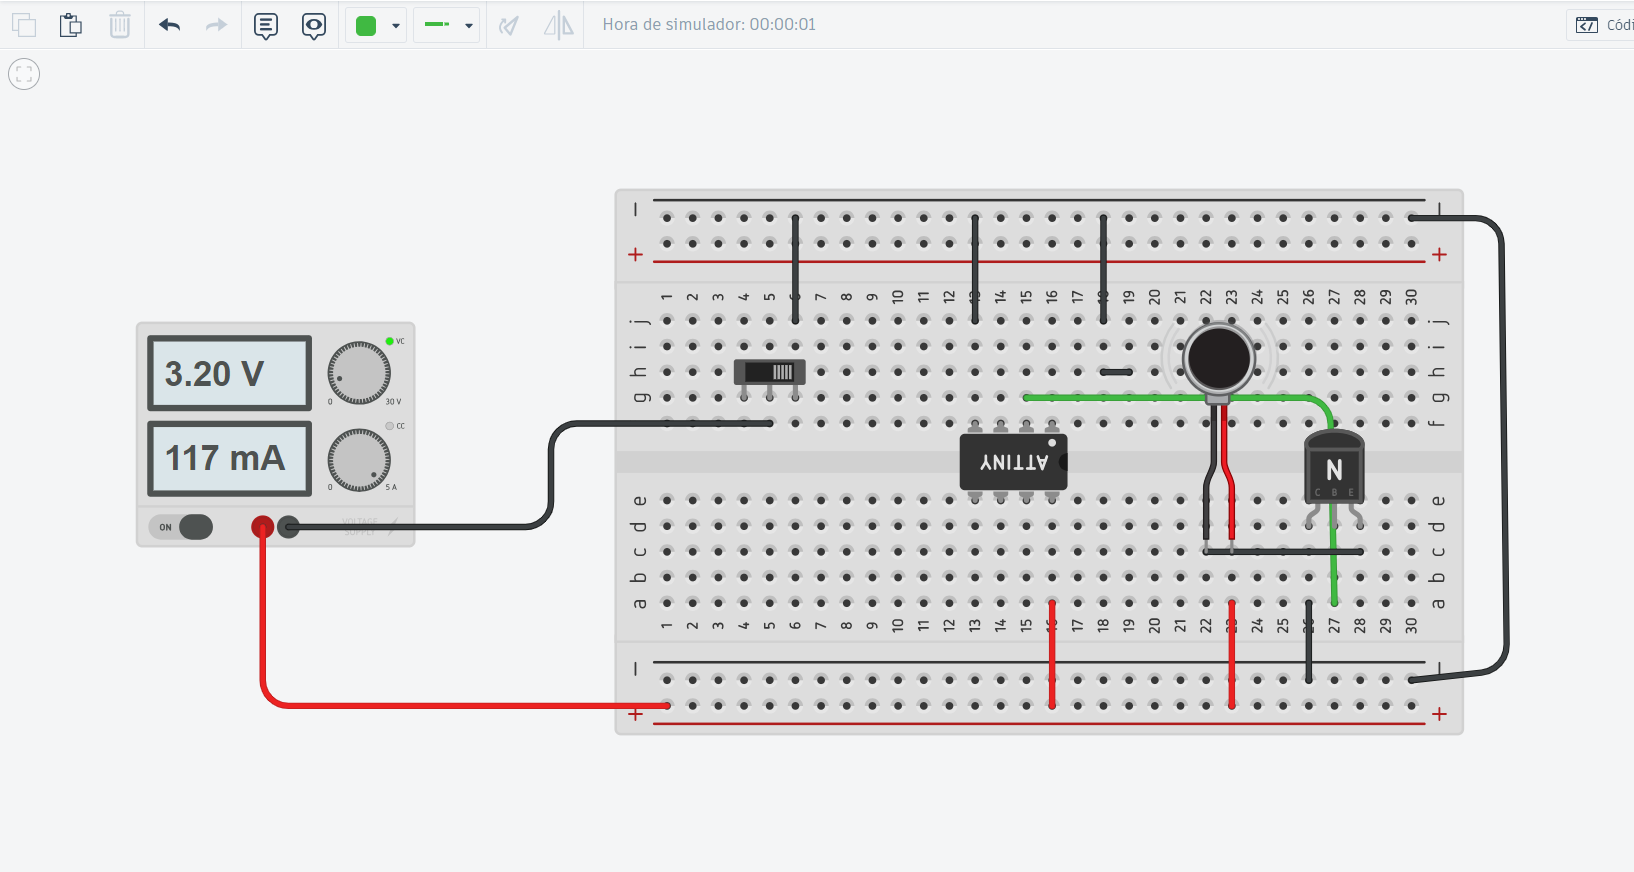 Hora de simulador: 00:00:01
Códi
3.20 V
VC
0
30 V
117 mA
CC
0
5 A
ON
VOLTAGE
SUPPLY
1 2 3 4 5 6 7 8 9 10 11 12 13 14 15 16 17 18 19 20 21 22 23 24 25 26 27 28 29 30
j
i
h
g
f
ATTINY
N
C B E
e
d
c
b
a
1 2 3 4 5 6 7 8 9 10 11 12 13 14 15 16 17 18 19 20 21 22 23 24 25 26 27 28 29 30